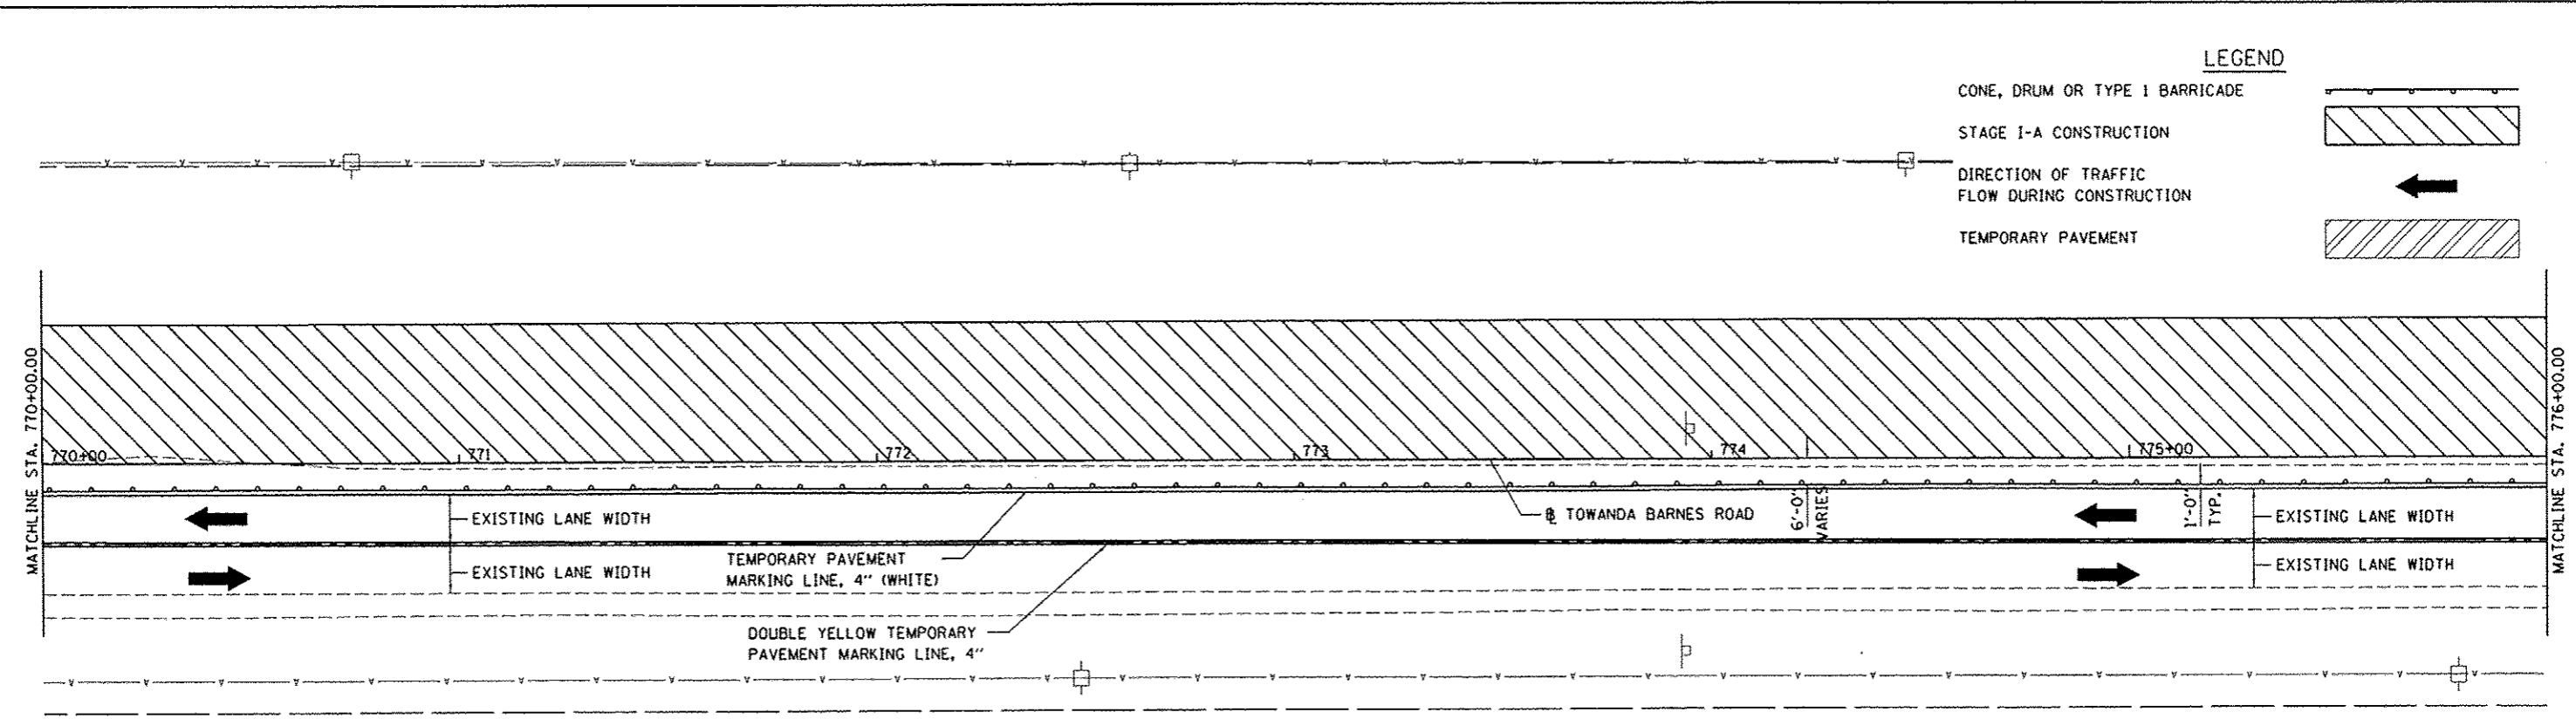 LEGEND
CONE, DRUM OR TYPE 1 BARRICADE
STAGE I-A CONSTRUCTION
DIRECTION OF TRAFFIC
FLOW DURING CONSTRUCTION
TEMPORARY PAVEMENT
MATCHLINE STA. 770+00.00
770+00
771
772
773
774
775+00
MATCHLINE STA. 776+00.00
EXISTING LANE WIDTH
EXISTING LANE WIDTH
TEMPORARY PAVEMENT
MARKING LINE, 4" (WHITE)
DOUBLE YELLOW TEMPORARY
PAVEMENT MARKING LINE, 4"
℄ TOWANDA BARNES ROAD
6'-0"
VARIES
1'-0"
TYP.
EXISTING LANE WIDTH
EXISTING LANE WIDTH